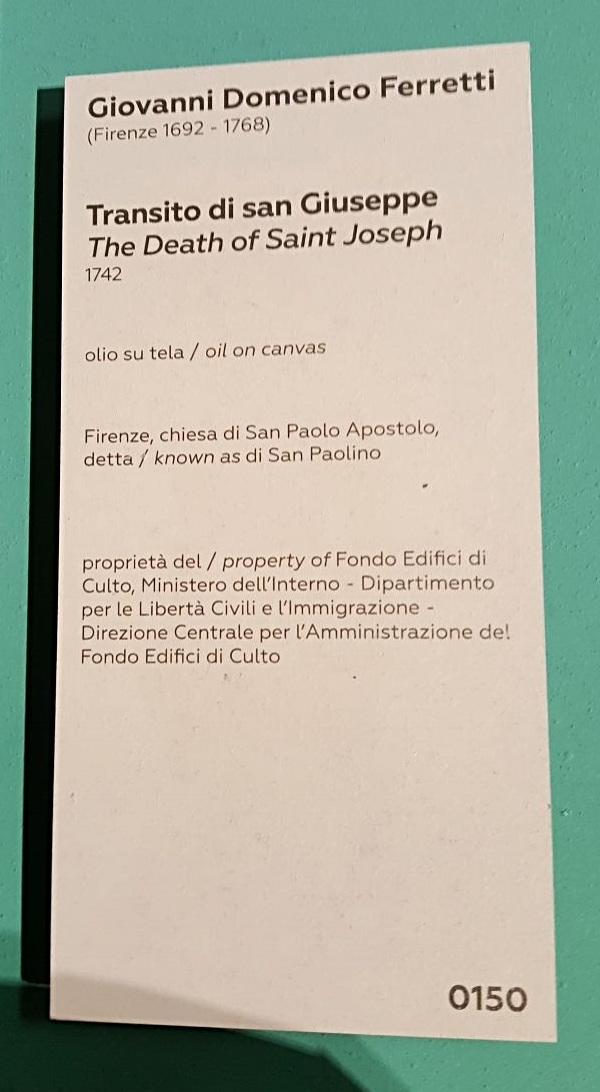 Giovanni Domenico Ferretti
(Firenze 1692 - 1768)
Transito di san Giuseppe
The Death of Saint Joseph
1742
olio su tela / oil on canvas
Firenze, chiesa di San Paolo Apostolo,
detta / known as di San Paolino
proprietà del / property of Fondo Edifici di
Culto, Ministero dell'Interno - Dipartimento
per le Libertà Civili e l'Immigrazione -
Direzione Centrale per l'Amministrazione del
Fondo Edifici di Culto
0150